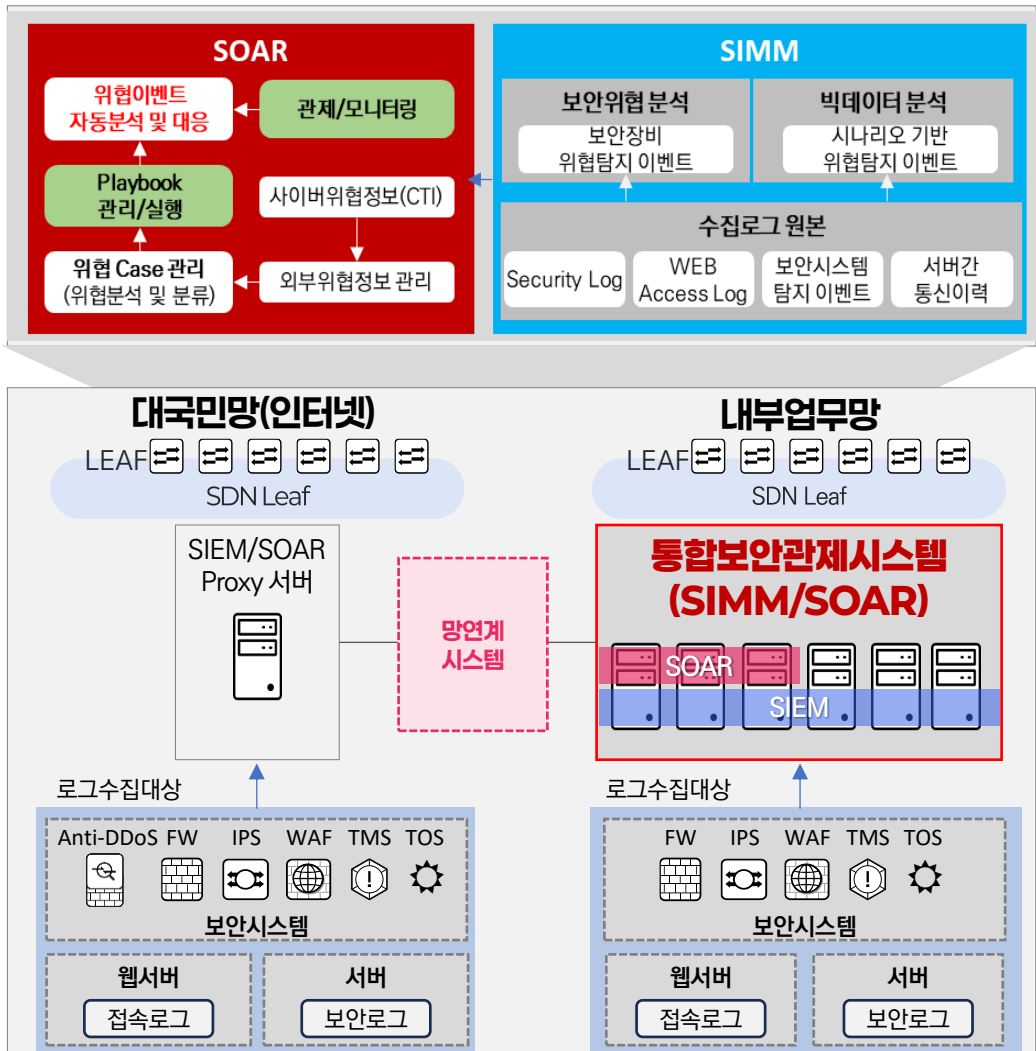 SOAR
위협이벤트
자동분석 및 대응
관제/모니터링
Playbook
관리/실행
사이버위협정보(CTI)
위협 Case 관리
(위협분석 및 분류)
외부위협정보 관리
SIMM
보안위협 분석
보안장비
위협탐지 이벤트
빅데이터 분석
시나리오 기반
위협탐지 이벤트
수집로그 원본
Security Log
WEB
Access Log
보안시스템
탐지 이벤트
서버간
통신이력
대국민망(인터넷)
LEAF
SDN Leaf
SIEM/SOAR
Proxy 서버
망연계
시스템
내부업무망
LEAF
SDN Leaf
통합보안관제시스템
(SIMM/SOAR)
SOAR
SIEM
로그수집대상
Anti-DDoS FW IPS WAF TMS TOS
보안시스템
웹서버
접속로그
서버
보안로그
로그수집대상
FW IPS WAF TMS TOS
보안시스템
웹서버
접속로그
서버
보안로그